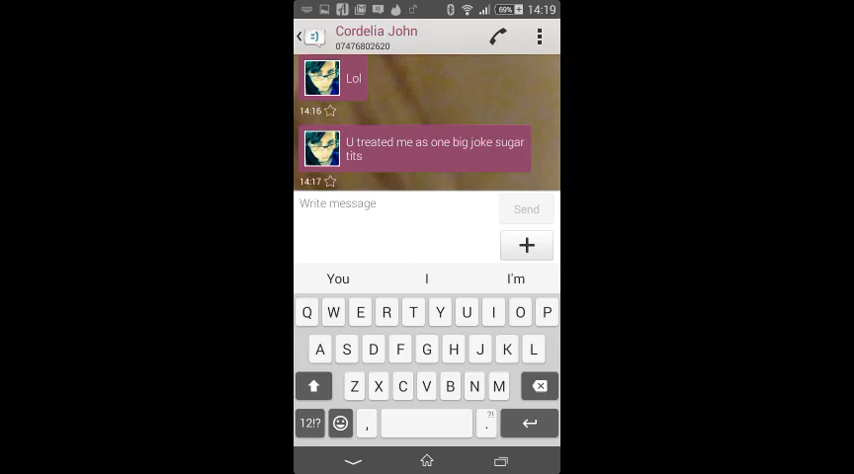 69% 14:19
:) Cordelia John
07476802620
Lol
14:16
U treated me as one big joke sugar
tits
14:17
Write message
Send
+
You I I'm
Q W E R T Y U I O P
A S D F G H J K L
Z X C V B N M
12!? , ?! .